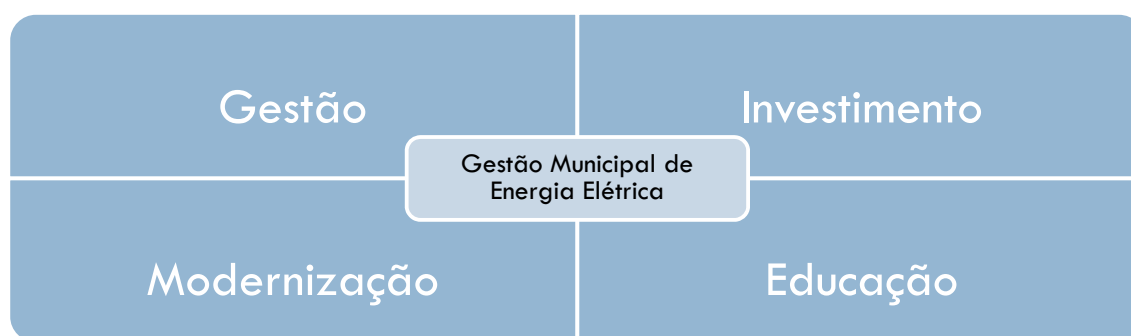 Gestão
Investimento
Gestão Municipal de
Energia Elétrica
Modernização
Educação